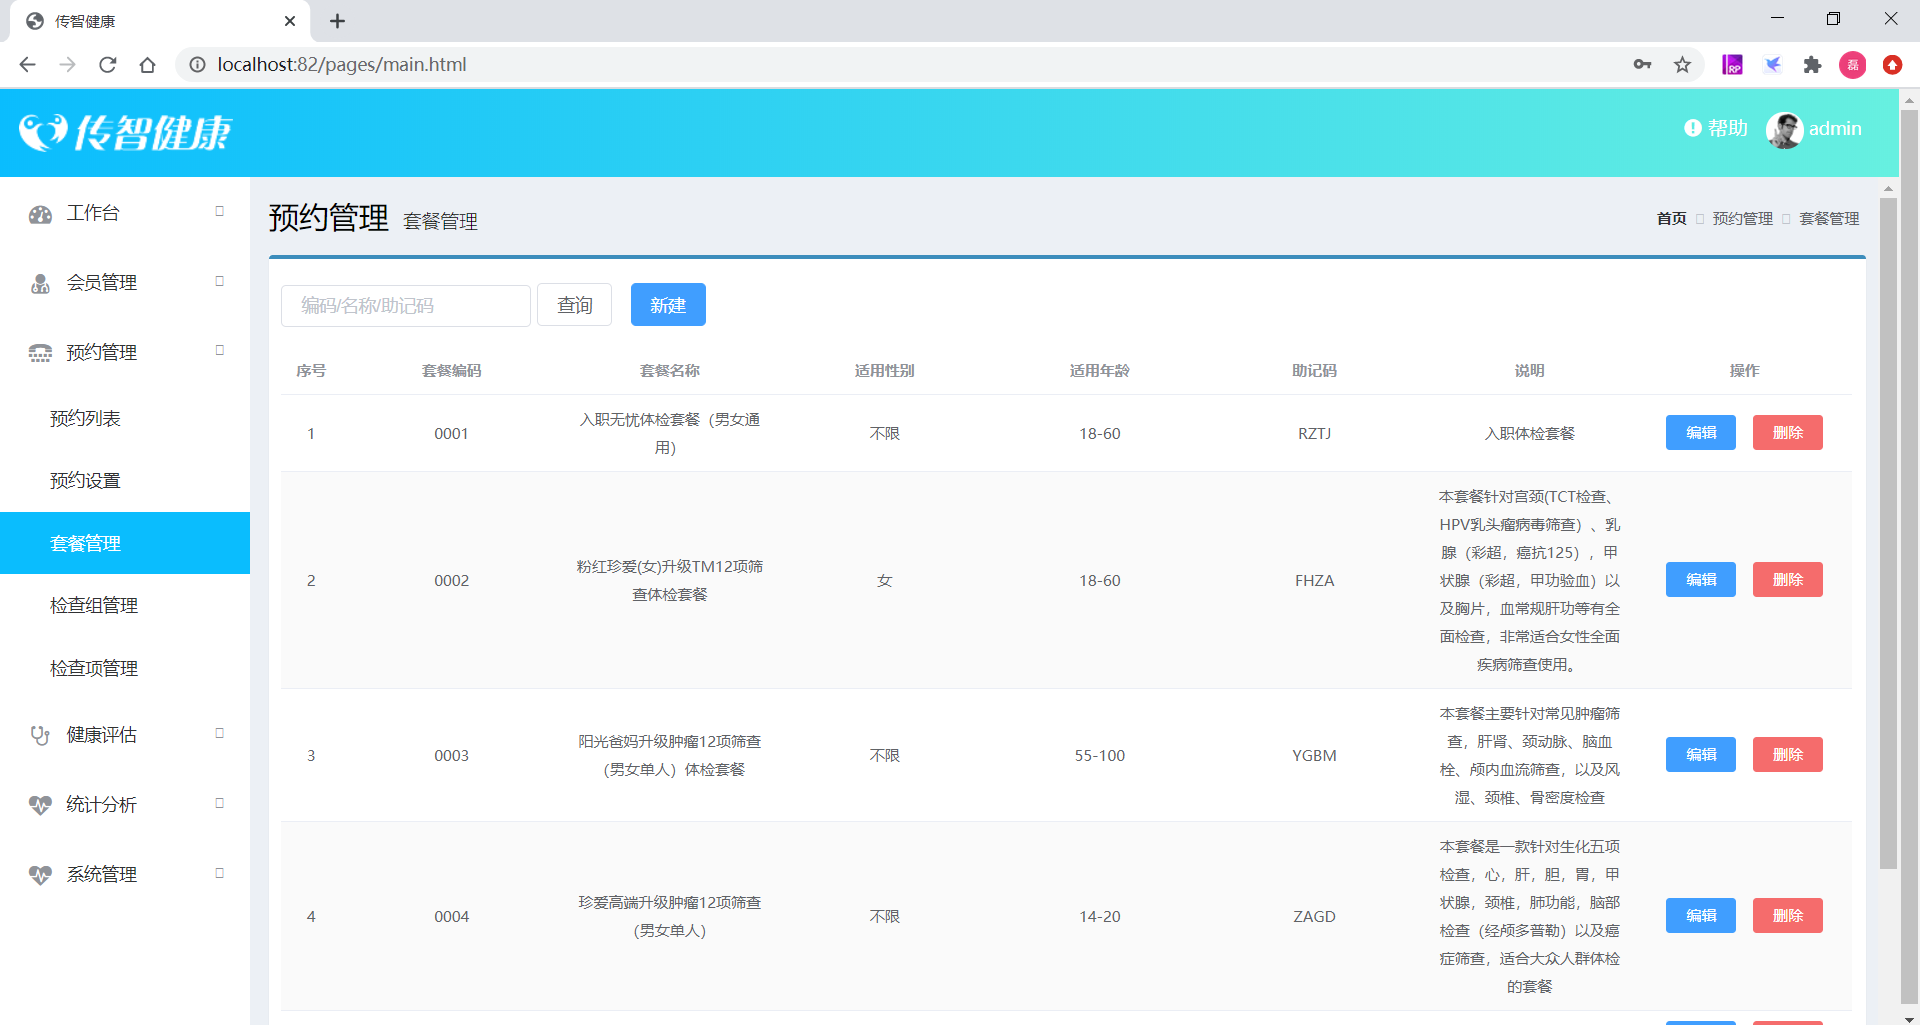 传智健康
localhost:82/pages/main.html
RP
磊
传智健康
帮助
admin
工作台
会员管理
预约管理
预约列表
预约设置
套餐管理
检查组管理
检查项管理
健康评估
统计分析
系统管理
预约管理 套餐管理
首页 预约管理 套餐管理
编码/名称/助记码 查询 新建
序号 套餐编码 套餐名称 适用性别 适用年龄 助记码 说明 操作
1 0001 入职无忧体检套餐（男女通
用） 不限 18-60 RZTJ 入职体检套餐 编辑 删除
2 0002 粉红珍爱(女)升级TM12项筛
查体检套餐 女 18-60 FHZA
本套餐针对宫颈(TCT检查、
HPV乳头瘤病毒筛查）、乳
腺（彩超，癌抗125），甲
状腺（彩超，甲功验血）以
及胸片，血常规肝功等有全
面检查，非常适合女性全面
疾病筛查使用。
编辑 删除
3 0003 阳光爸妈升级肿瘤12项筛查
（男女单人）体检套餐 不限 55-100 YGBM
本套餐主要针对常见肿瘤筛
查，肝肾、颈动脉、脑血
栓、颅内血流筛查，以及风
湿、颈椎、骨密度检查
编辑 删除
4 0004 珍爱高端升级肿瘤12项筛查
（男女单人） 不限 14-20 ZAGD
本套餐是一款针对生化五项
检查，心，肝，胆，胃，甲
状腺，颈椎，肺功能，脑部
检查（经颅多普勒）以及癌
症筛查，适合大众人群体检
的套餐
编辑 删除